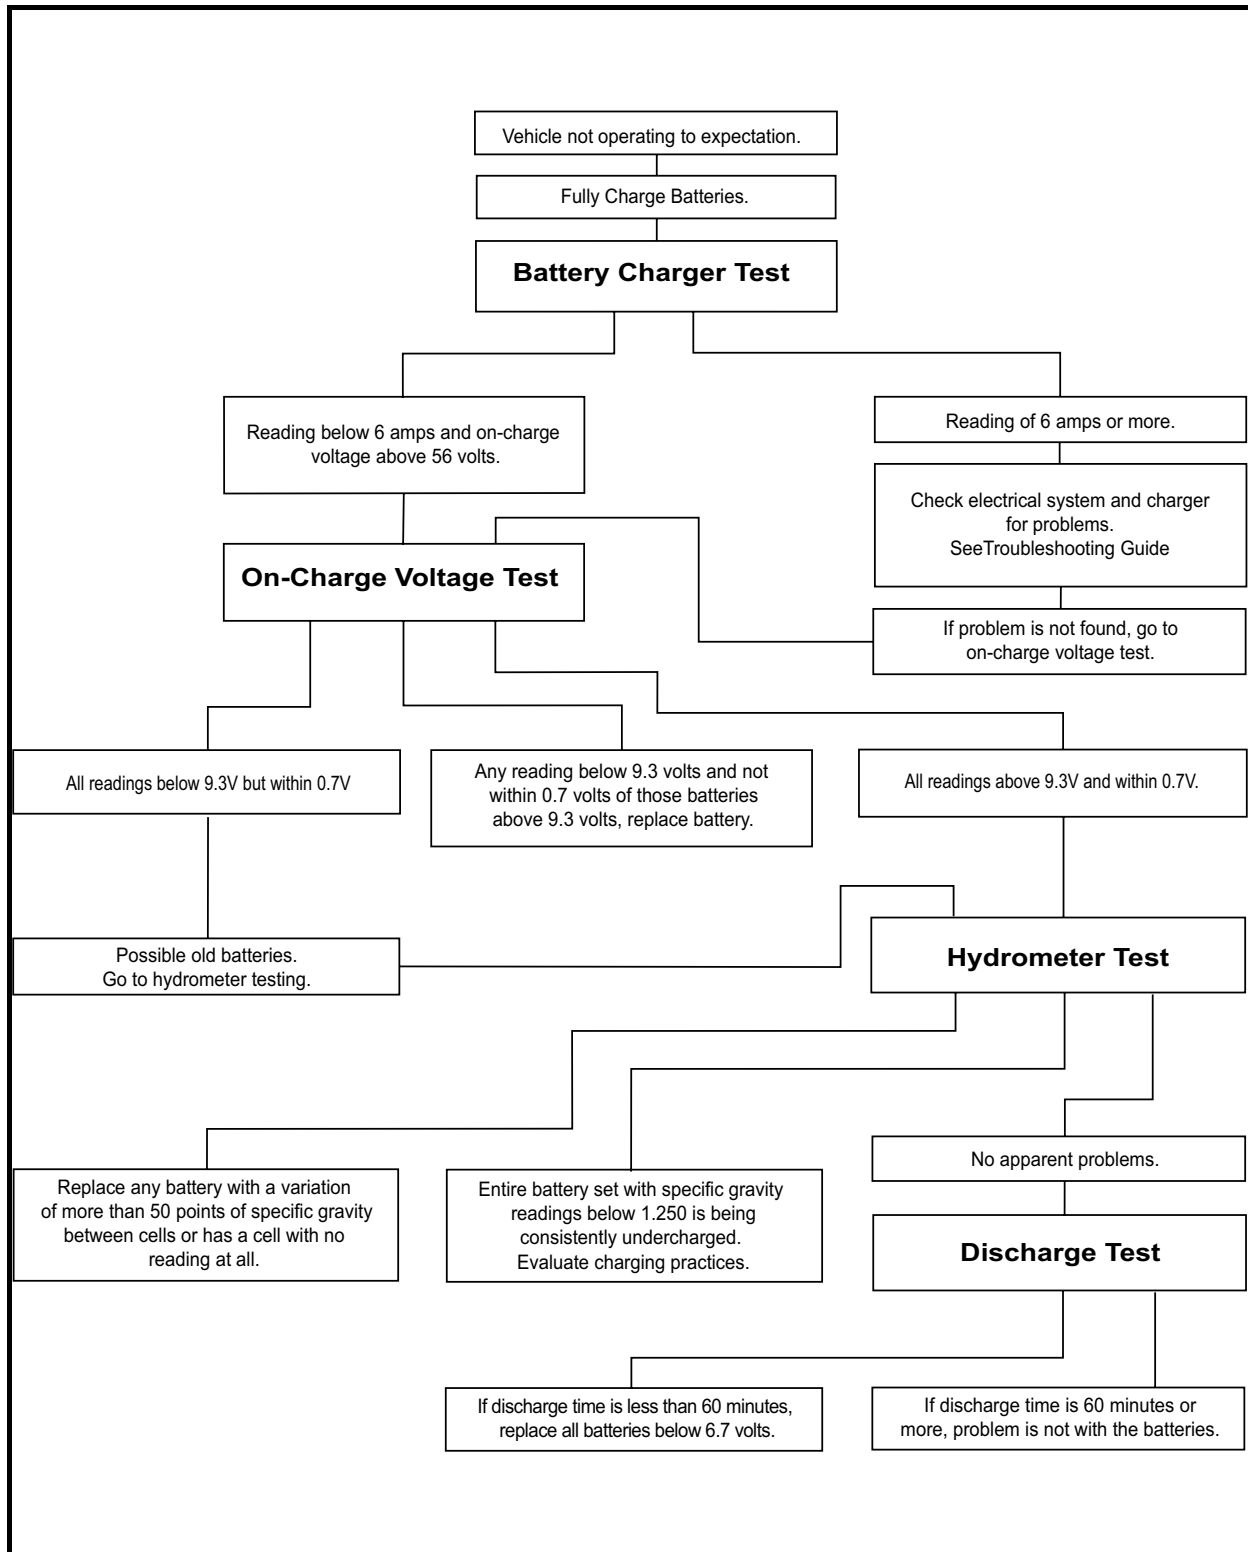 Vehicle not operating to expectation.
Fully Charge Batteries.
Battery Charger Test
Reading below 6 amps and on-charge
voltage above 56 volts.
Reading of 6 amps or more.
Check electrical system and charger
for problems.
SeeTroubleshooting Guide
On-Charge Voltage Test
If problem is not found, go to
on-charge voltage test.
All readings below 9.3V but within 0.7V
Any reading below 9.3 volts and not
within 0.7 volts of those batteries
above 9.3 volts, replace battery.
All readings above 9.3V and within 0.7V.
Possible old batteries.
Go to hydrometer testing.
Hydrometer Test
Replace any battery with a variation
of more than 50 points of specific gravity
between cells or has a cell with no
reading at all.
Entire battery set with specific gravity
readings below 1.250 is being
consistently undercharged.
Evaluate charging practices.
No apparent problems.
Discharge Test
If discharge time is less than 60 minutes,
replace all batteries below 6.7 volts.
If discharge time is 60 minutes or
more, problem is not with the batteries.